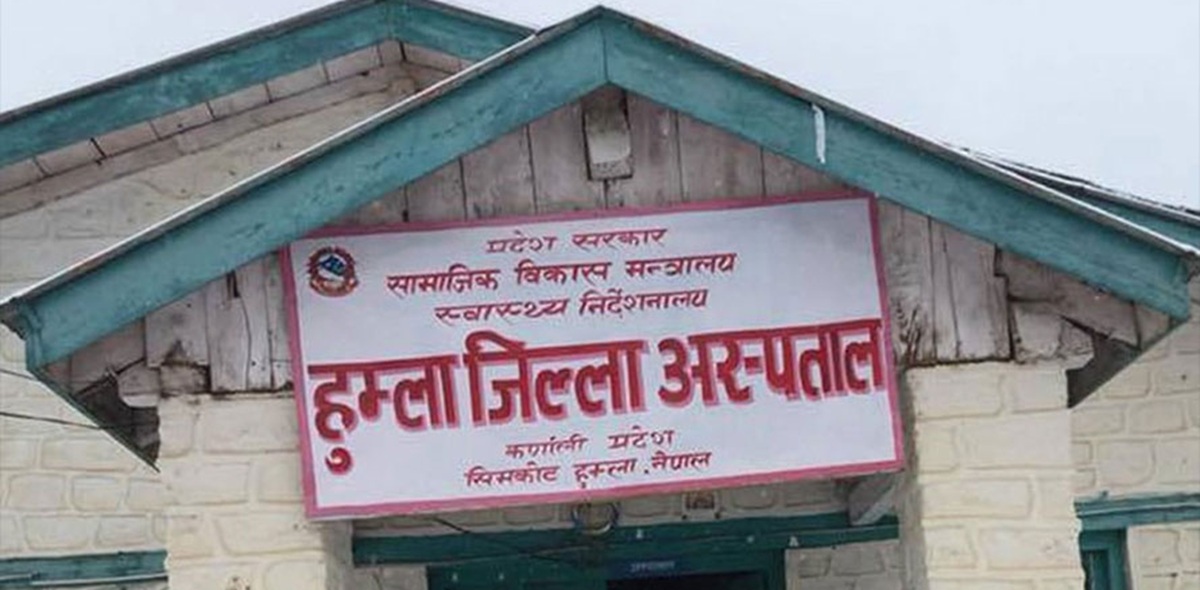 प्रदेश सरकार
सामाजिक विकास मन्त्रालय
स्वास्थ्य निर्देशनालय
हुम्ला जिल्ला अस्पताल
कर्णाली प्रदेश
सिमकोट हुम्ला, नेपाल